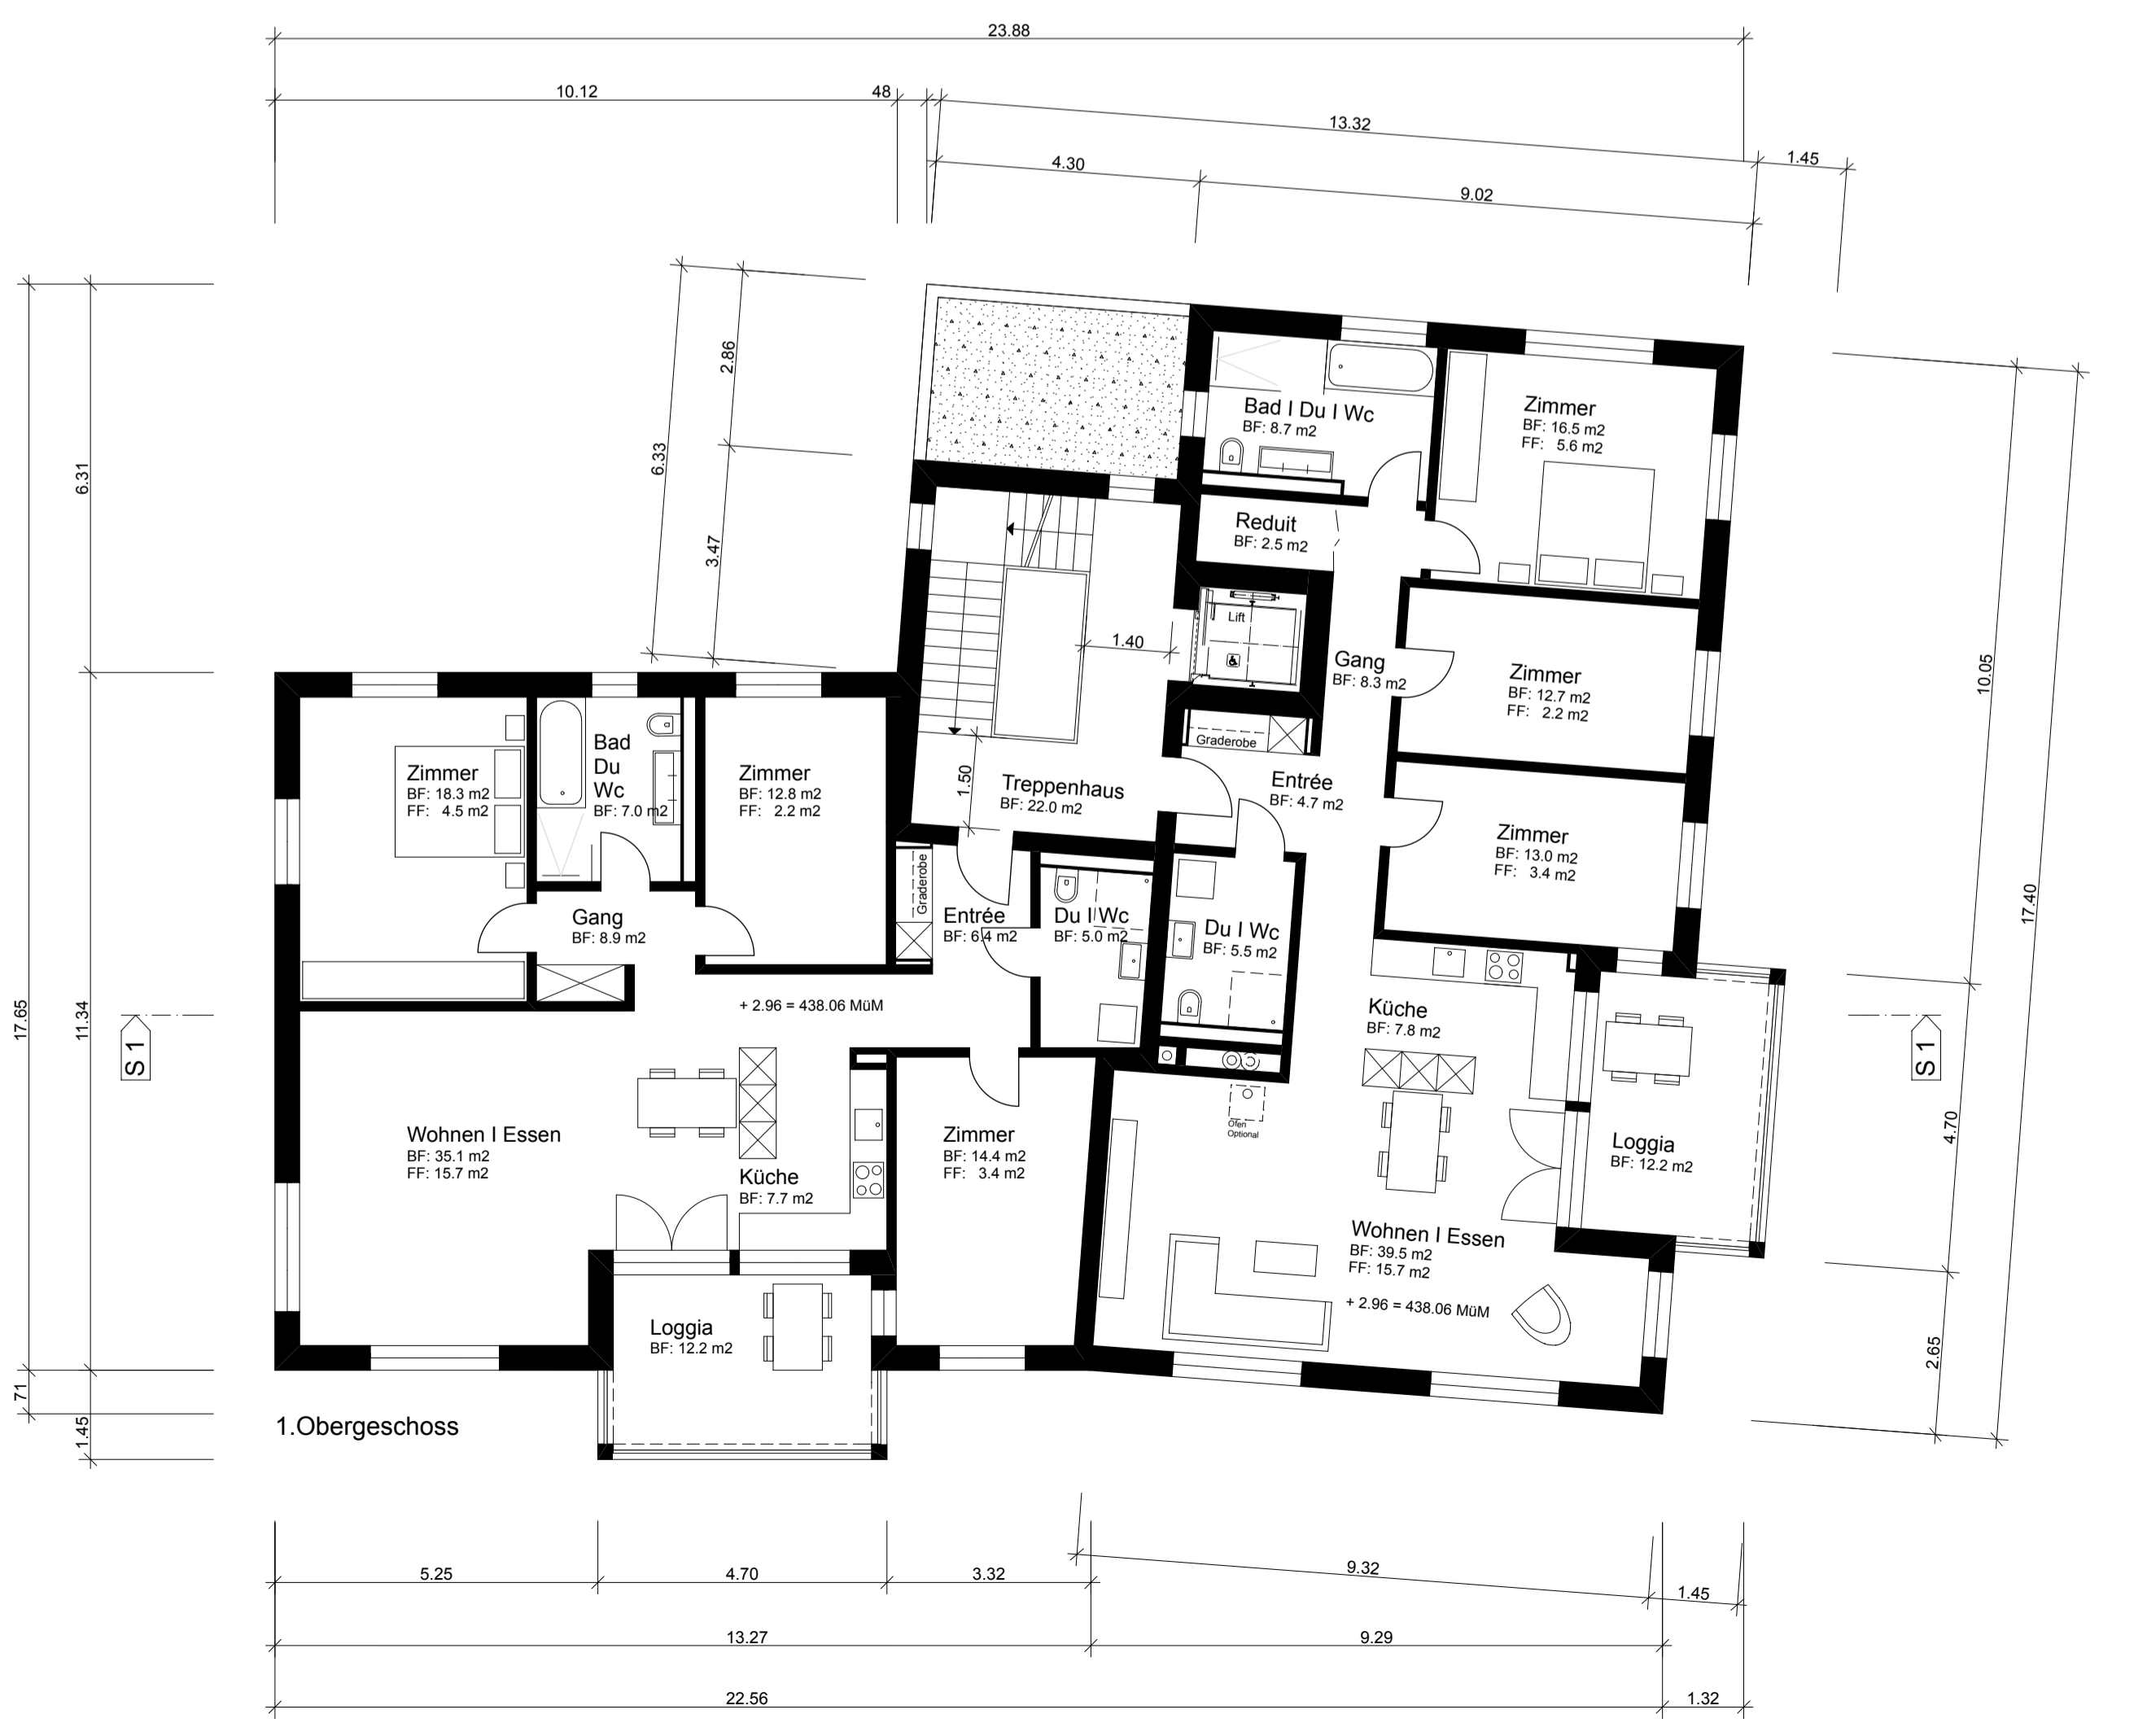 23.88
10.12
48
13.32
4.30
1.45
9.02
2.86
6.33
6.31
3.47
Bad I Du I Wc
BF: 8.7 m2
Zimmer
BF: 16.5 m2
FF: 5.6 m2
Reduit
BF: 2.5 m2
Lift
1.40
Gang
BF: 8.3 m2
Zimmer
BF: 12.7 m2
FF: 2.2 m2
10.05
Graderobe
Zimmer
BF: 18.3 m2
FF: 4.5 m2
Bad
Du
Wc
BF: 7.0 m2
Zimmer
BF: 12.8 m2
FF: 2.2 m2
1.50
Treppenhaus
BF: 22.0 m2
Entrée
BF: 4.7 m2
Zimmer
BF: 13.0 m2
FF: 3.4 m2
17.40
Graderobe
Gang
BF: 8.9 m2
Entrée
BF: 6.4 m2
Du I Wc
BF: 5.0 m2
Du I Wc
BF: 5.5 m2
17.65
11.34
S 1
+ 2.96 = 438.06 MüM
Küche
BF: 7.8 m2
S 1
Ofen
Optional
Wohnen I Essen
BF: 35.1 m2
FF: 15.7 m2
Küche
BF: 7.7 m2
Zimmer
BF: 14.4 m2
FF: 3.4 m2
Loggia
BF: 12.2 m2
4.70
Wohnen I Essen
BF: 39.5 m2
FF: 15.7 m2
+ 2.96 = 438.06 MüM
Loggia
BF: 12.2 m2
2.65
71
1.45
1.Obergeschoss
5.25
4.70
3.32
9.32
1.45
13.27
9.29
22.56
1.32